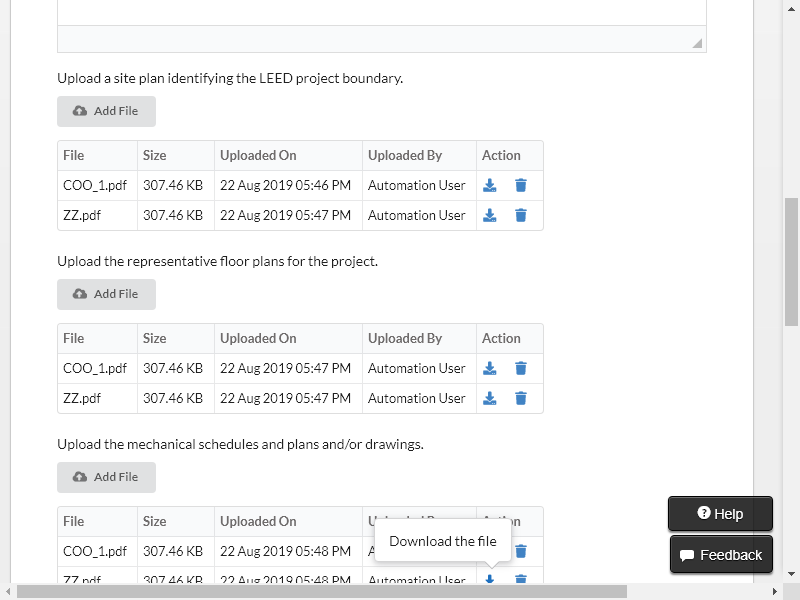 Upload a site plan identifying the LEED project boundary.
Add File
File Size Uploaded On Uploaded By Action
COO_1.pdf 307.46 KB 22 Aug 2019 05:46 PM Automation User
ZZ.pdf 307.46 KB 22 Aug 2019 05:47 PM Automation User
Upload the representative floor plans for the project.
Add File
File Size Uploaded On Uploaded By Action
COO_1.pdf 307.46 KB 22 Aug 2019 05:47 PM Automation User
ZZ.pdf 307.46 KB 22 Aug 2019 05:47 PM Automation User
Upload the mechanical schedules and plans and/or drawings.
Add File
File Size Uploaded On
Help
Download the file
COO_1.pdf 307.46 KB 22 Aug 2019 05:48 PM
Feedback
ZZ.pdf 307.46 KB 22 Aug 2019 05:48 PM Automation User